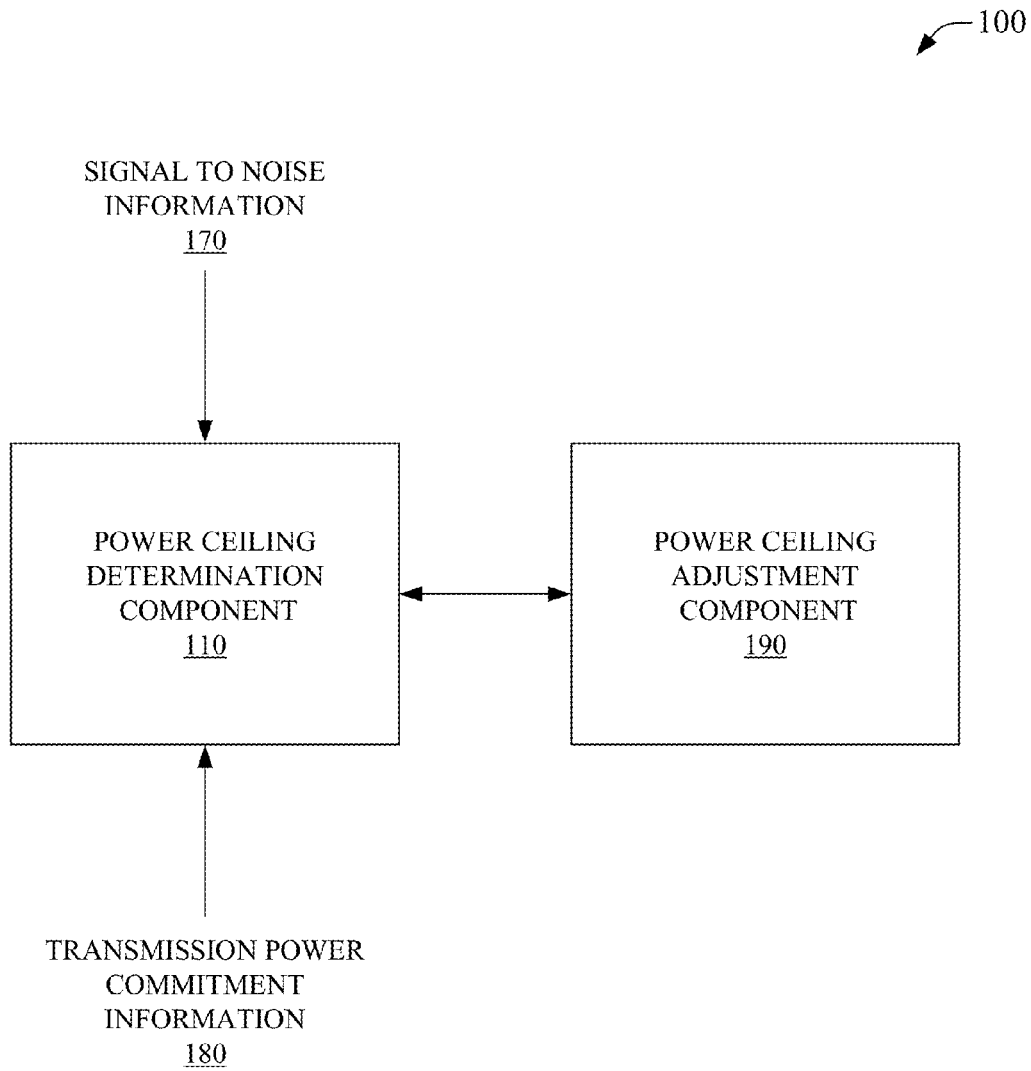 100
SIGNAL TO NOISE
INFORMATION
170
POWER CEILING
DETERMINATION
COMPONENT
110
POWER CEILING
ADJUSTMENT
COMPONENT
190
TRANSMISSION POWER
COMMITMENT
INFORMATION
180